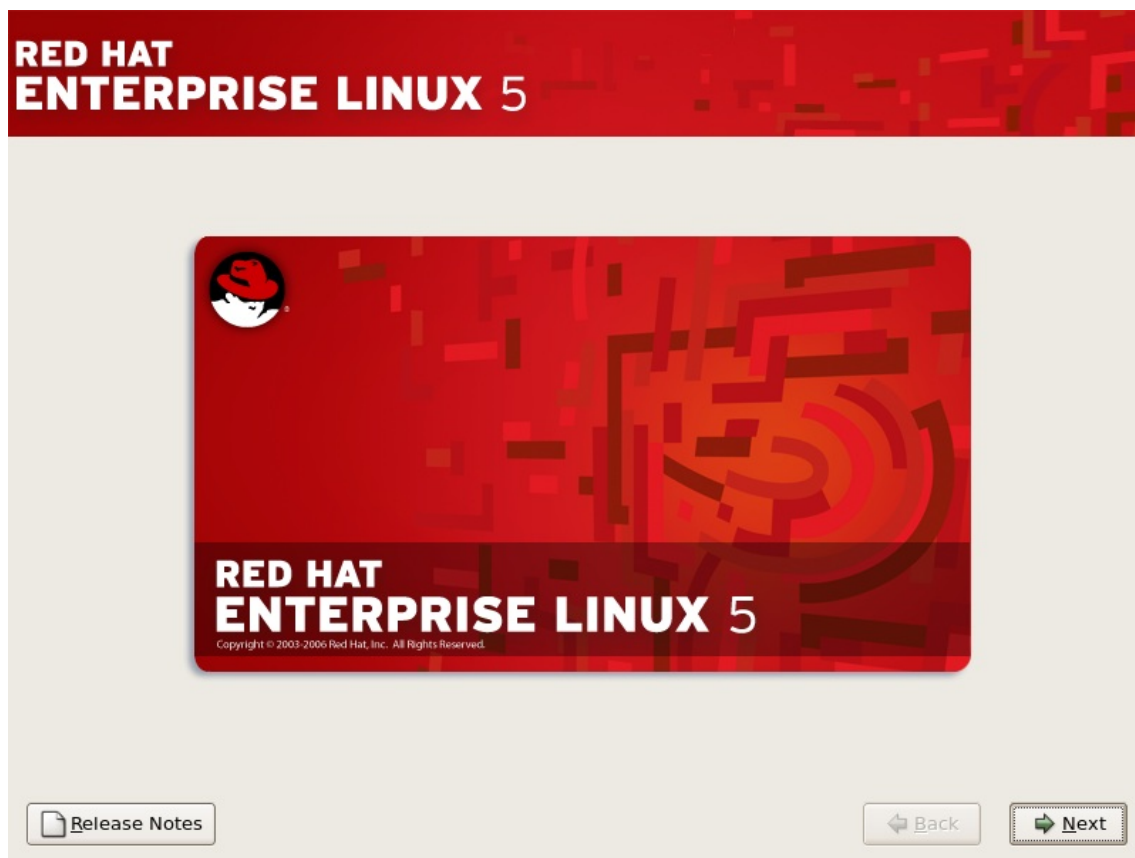 RED HAT
ENTERPRISE LINUX 5
®
RED HAT
ENTERPRISE LINUX 5
Copyright © 2003-2006 Red Hat, Inc. All Rights Reserved.
Release Notes
Back
Next